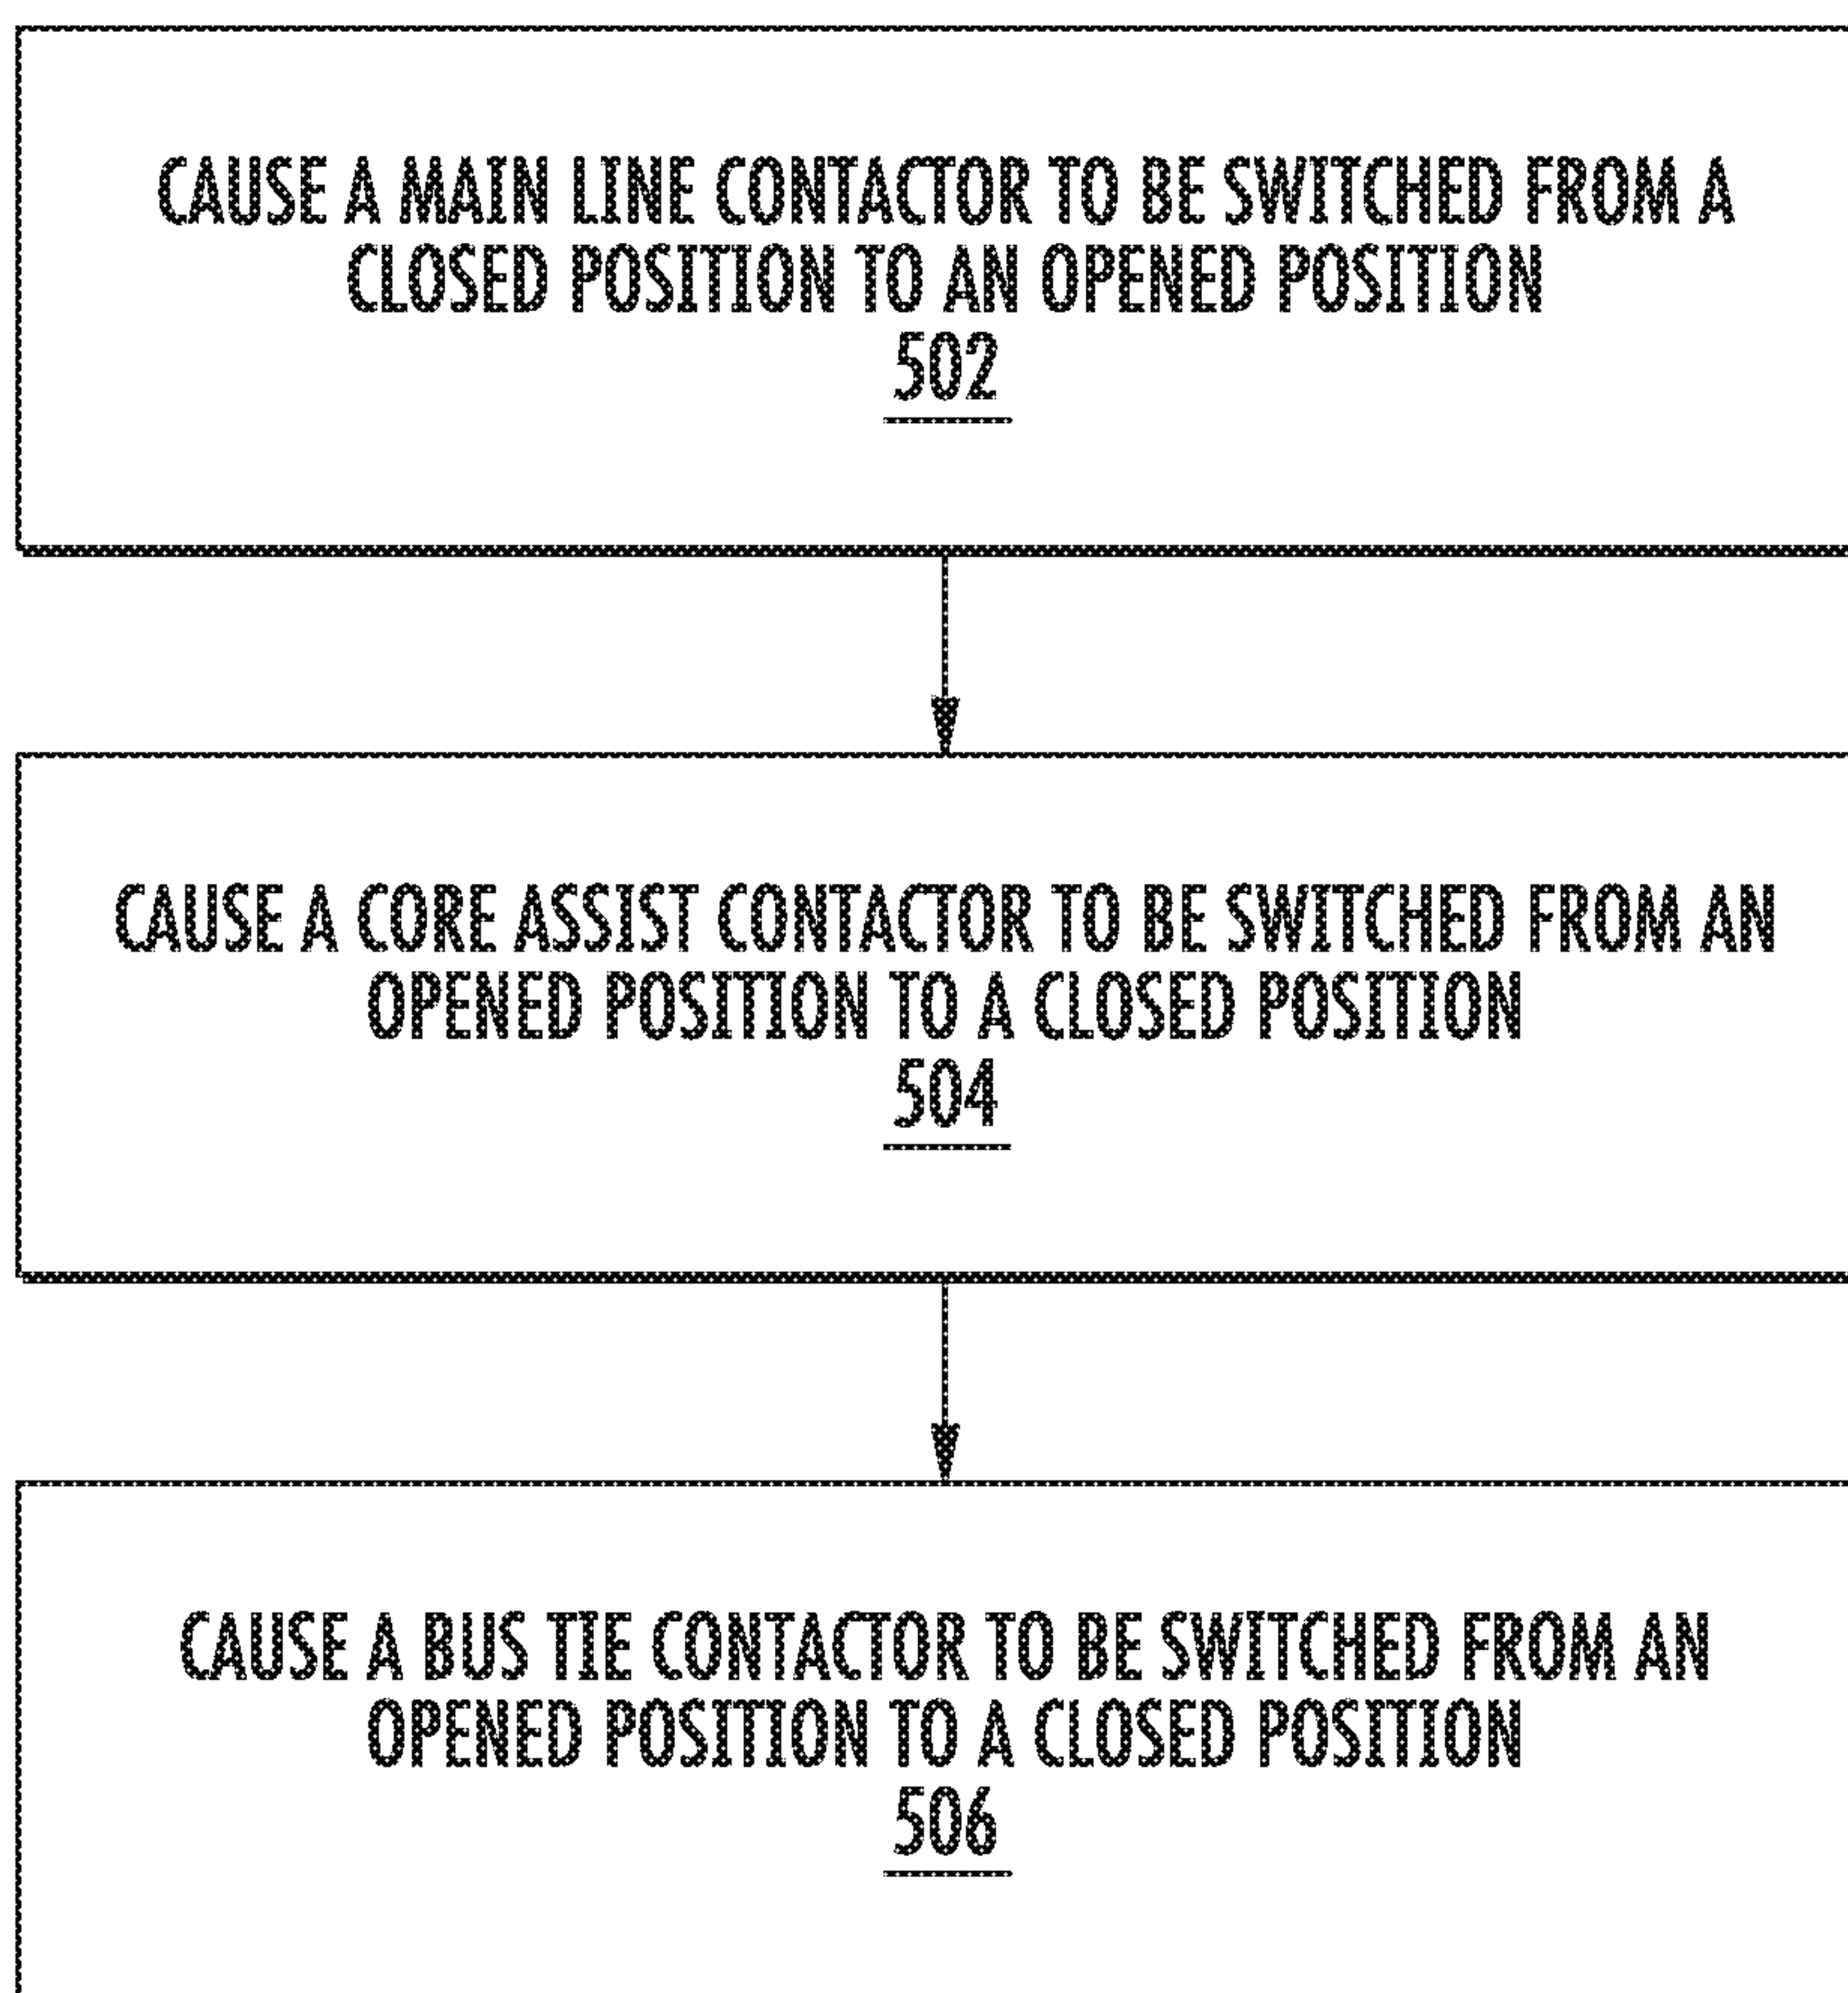 CAUSE A MAIN LINE CONTACTOR TO BE SWITCHED FROM A
CLOSED POSITION TO AN OPENED POSITION
502
CAUSE A CORE ASSIST CONTACTOR TO BE SWITCHED FROM AN
OPENED POSITION TO A CLOSED POSITION
504
CAUSE A BUS TIE CONTACTOR TO BE SWITCHED FROM AN
OPENED POSITION TO A CLOSED POSITION
506